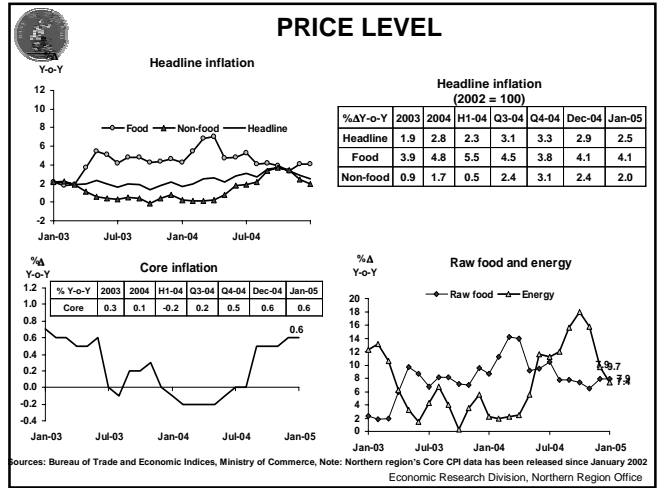 PRICE LEVEL
%Δ
Y-o-Y
Headline inflation
12
10
8
6
4
2
0
-2
Food Non-food Headline
Jan-03 Jul-03 Jan-04 Jul-04
Headline inflation
(2002 = 100)
%ΔY-o-Y 2003 2004 H1-04 Q3-04 Q4-04 Dec-04 Jan-05
Headline 1.9 2.8 2.3 3.1 3.3 2.9 2.5
Food 3.9 4.8 5.5 4.5 3.8 4.1 4.1
Non-food 0.9 1.7 0.5 2.4 3.1 2.4 2.0
%Δ
Y-o-Y
Core inflation
% Y-o-Y 2003 2004 H1-04 Q3-04 Q4-04 Dec-04 Jan-05
Core 0.3 0.1 -0.2 0.2 0.5 0.6 0.6
1.2
1.0
0.8
0.6
0.4
0.2
0.0
-0.2
-0.4
0.6
Jan-03 Jul-03 Jan-04 Jul-04 Jan-05
%Δ
Y-o-Y
Raw food and energy
Raw food Energy
20
18
16
14
12
10
8
6
4
2
0
7.9
9.7
7.9
7.4
Jan-03 Jul-03 Jan-04 Jul-04 Jan-05
Sources: Bureau of Trade and Economic Indices, Ministry of Commerce, Note: Northern region's Core CPI data has been released since January 2002
Economic Research Division, Northern Region Office